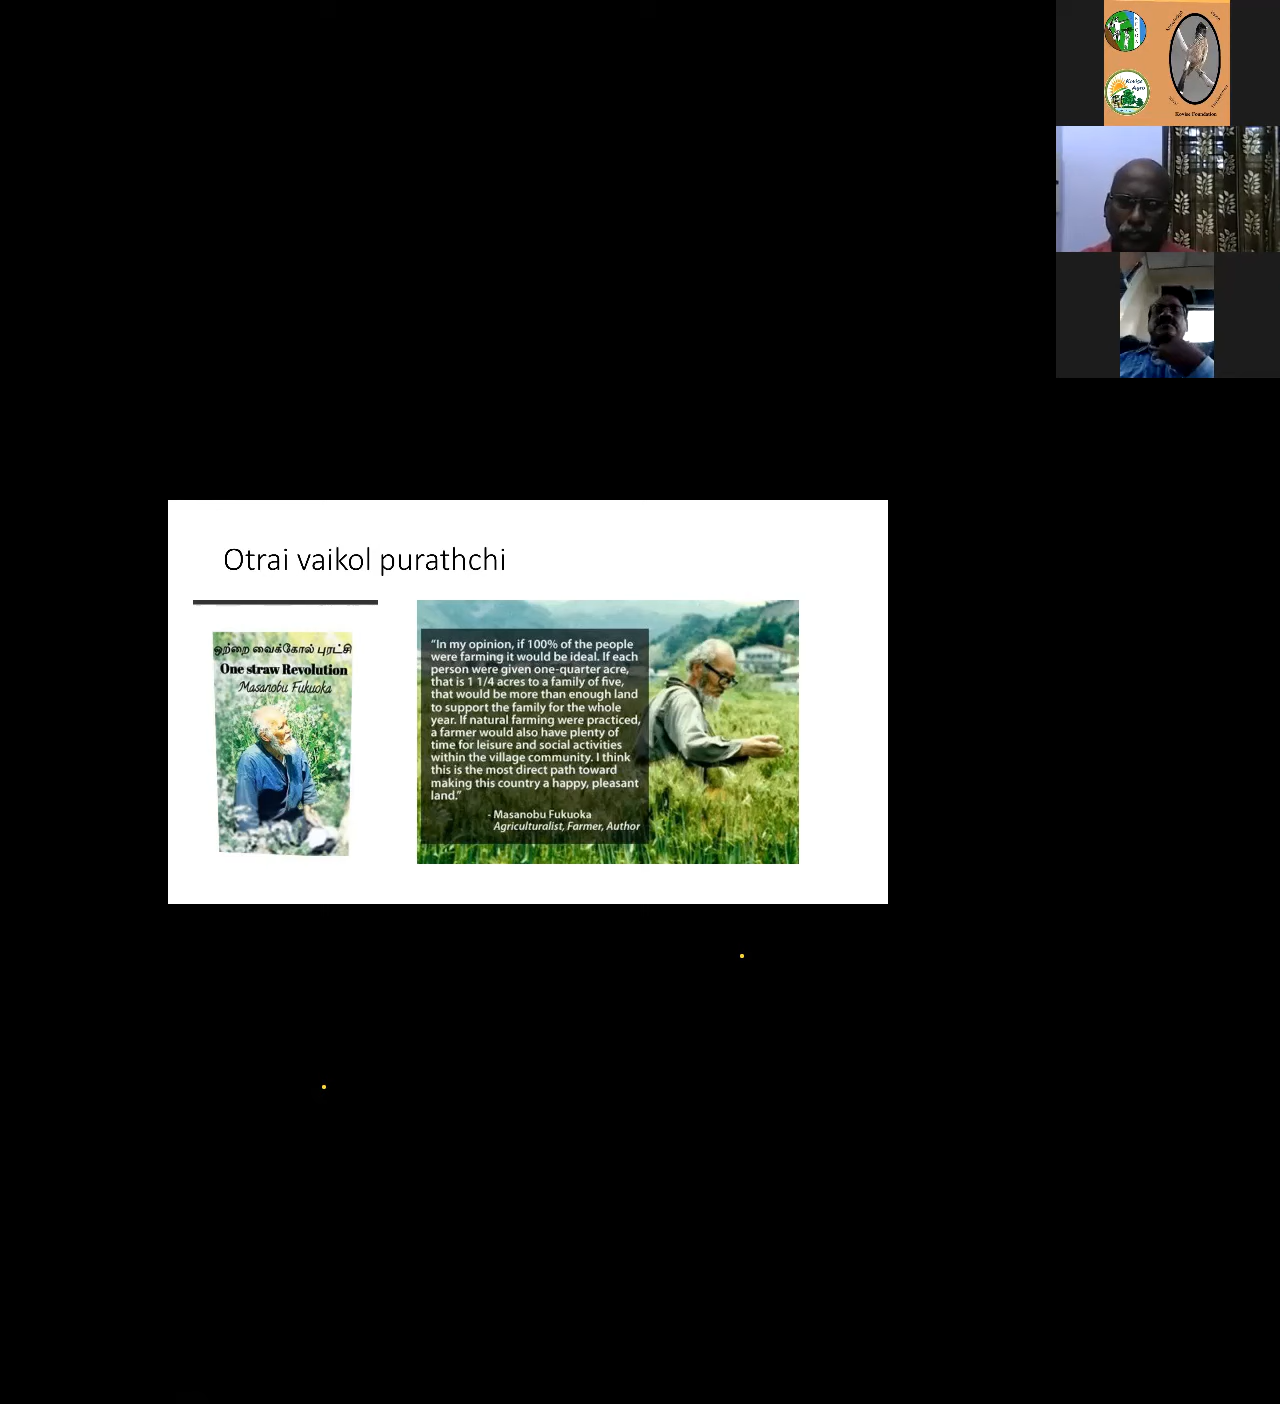 Kovise
Agro
Kovise Foundation
Otrai vaikol purathchi
ஒற்றை வைக்கோல் புரட்சி
One straw Revolution
Masanobu Fukuoka
“In my opinion, if 100% of the people
were farming it would be ideal. If each
person were given one-quarter acre,
that is 1 1/4 acres to a family of five,
that would be more than enough land
to support the family for the whole
year. If natural farming were practiced,
a farmer would also have plenty of
time for leisure and social activities
within the village community. I think
this is the most direct path toward
making this country a happy, pleasant
land.”
- Masanobu Fukuoka
Agriculturalist, Farmer, Author